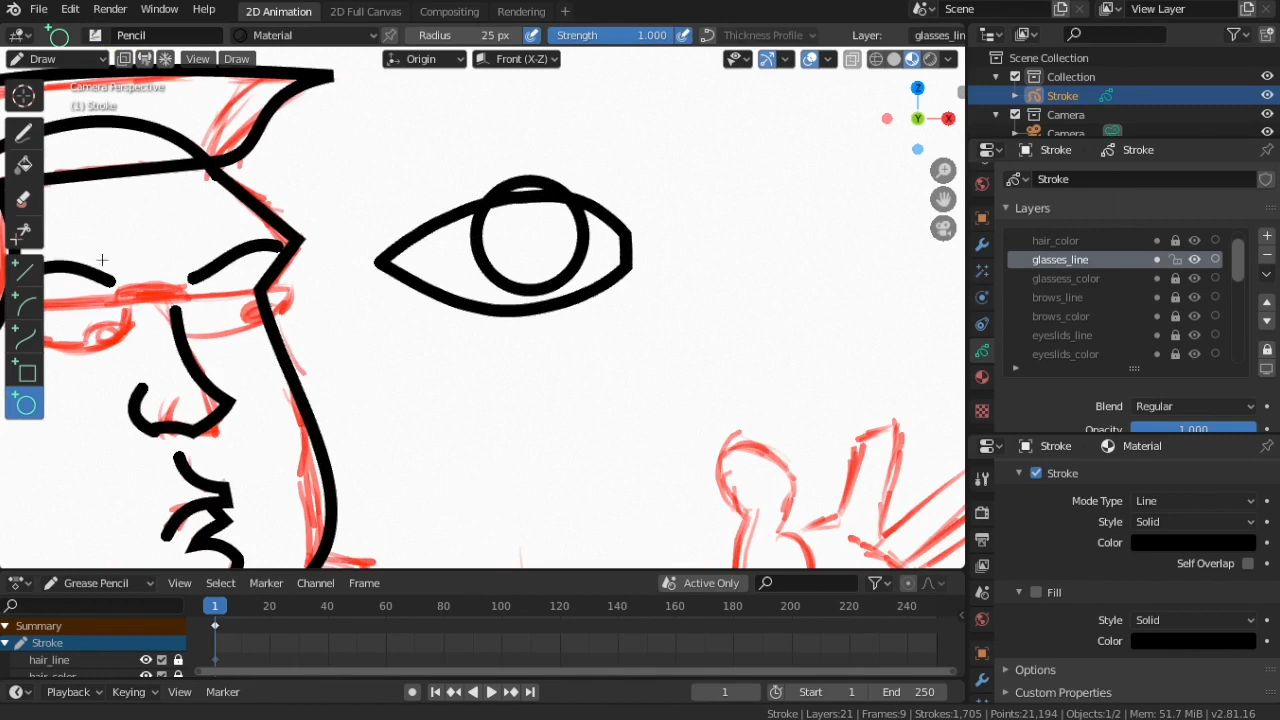 File Edit Render Window Help 2D Animation 2D Full Canvas Compositing Rendering Scene View Layer
Pencil Material Radius 25 px Strength 1.000 Thickness Profile Layer: glasses_lin
Draw View Draw Origin Front (X-Z)
Camera Perspective
(1) Stroke
Z
Y
X
Scene Collection
Collection
Stroke
Camera
Camera
Stroke Stroke
Stroke
Layers
hair_color
glasses_line
glassess_color
brows_line
brows_color
eyeslids_line
eyeslids_color
Blend Regular
Opacity 1.000
Stroke Material
Stroke
Mode Type Line
Style Solid
Color
Self Overlap
Fill
Style Solid
Color
Options
Custom Properties
Grease Pencil View Select Marker Channel Frame Active Only
1 20 40 60 80 100 120 140 160 180 200 220 240
Summary
Stroke
hair_line
hair_color
Playback Keying View Marker 1 Start 1 End 250
Stroke | Layers:21 | Frames:9 | Strokes:1,705 | Points:21,194 | Objects:1/2 | Mem: 51.7 MiB | v2.81.16